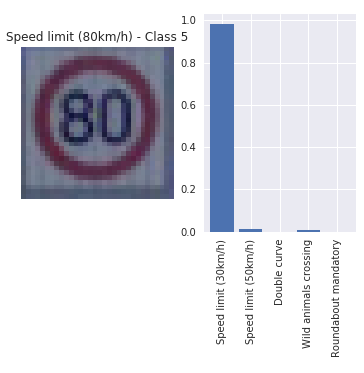 Speed limit (80km/h) - Class 5
80
1.0
0.8
0.6
0.4
0.2
0.0
Speed limit (30km/h)
Speed limit (50km/h)
Double curve
Wild animals crossing
Roundabout mandatory